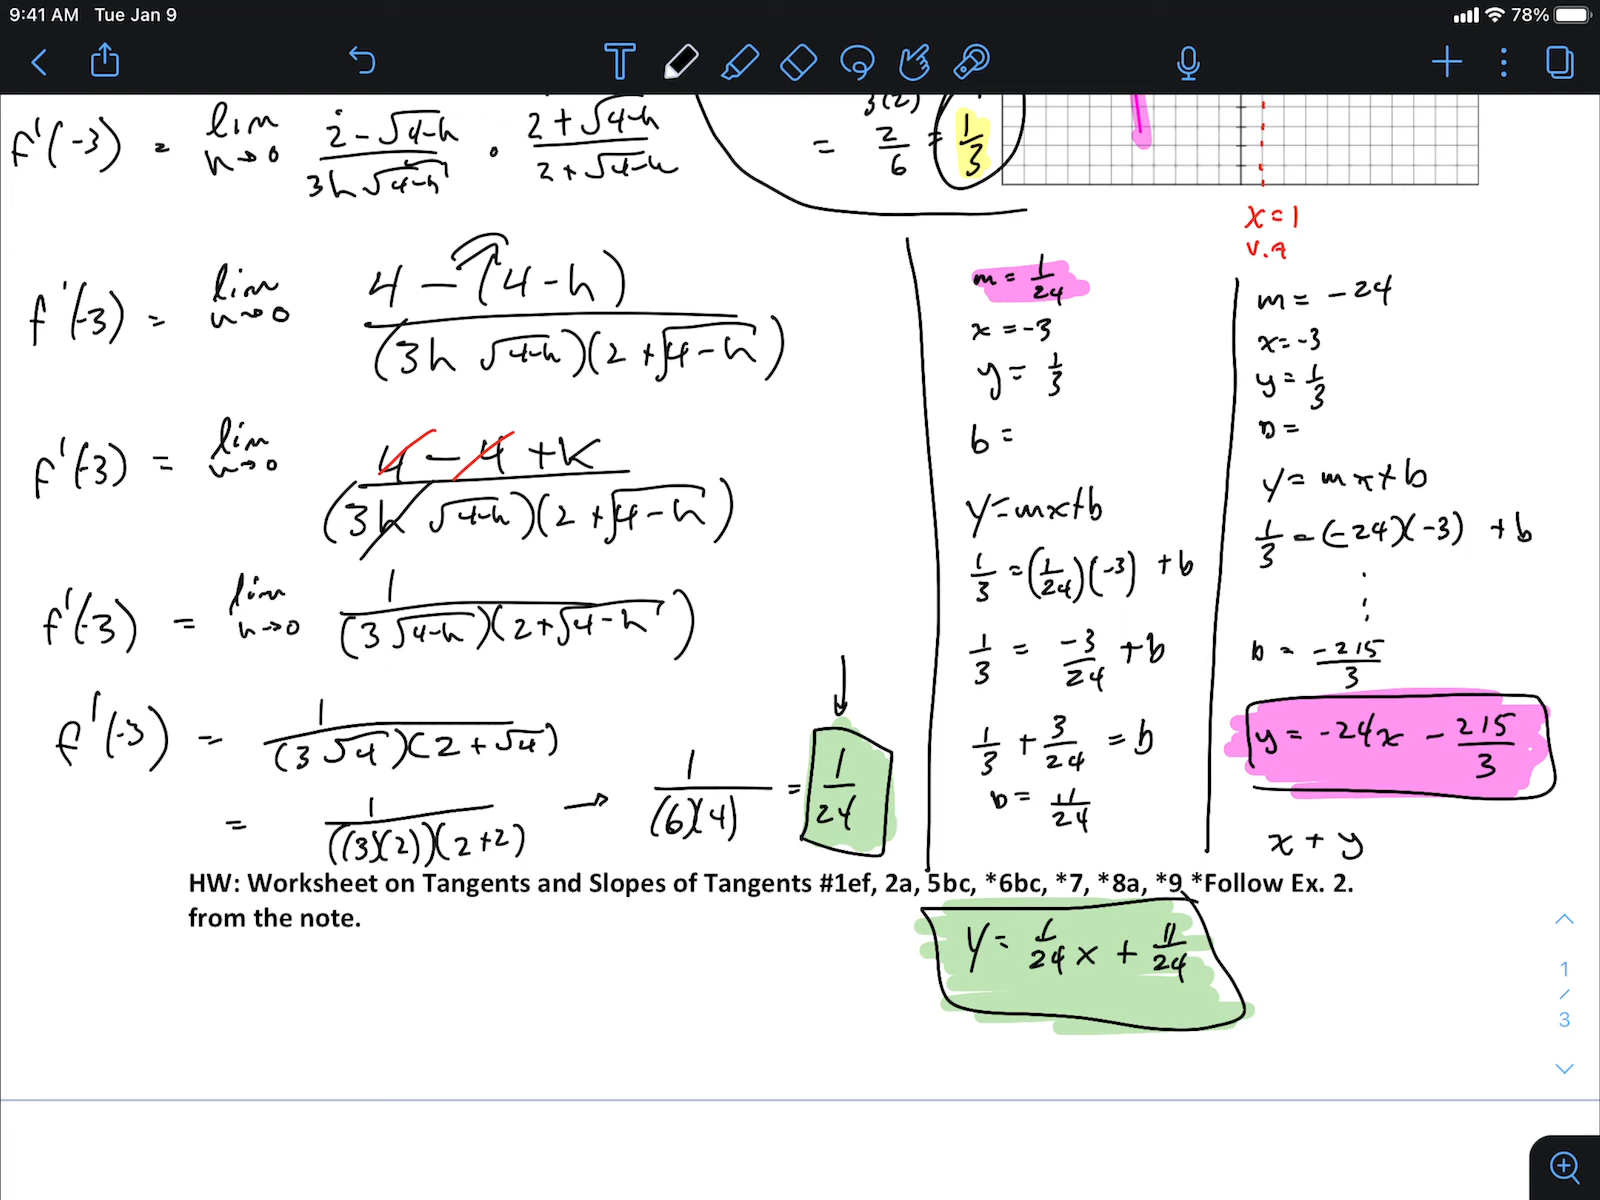 9:41 AM Tue Jan 9
78%
f'(-3) = lim h→0 2-√4-h / 3h√4-h · 2+√4-h / 2+√4-h
3(2)
= 2/6 = 1/3
x=1
V.A
f'(-3) = lim h→0 4-(4-h) / (3h √4-h)(2+√4-h)
f'(-3) = lim h→0 4-4+h / (3h √4-h)(2+√4-h)
f'(-3) = lim h→0 1 / (3√4-h)(2+√4-h)
f'(-3) = 1 / (3√4)(2+√4)
= 1 / ((3)(2))(2+2) → 1 / (6)(4) = 1/24
m = 1/24
x = -3
y = 1/3
b =
y=mx+b
1/3 = (1/24)(-3) + b
1/3 = -3/24 + b
1/3 + 3/24 = b
b = 11/24
m = -24
x = -3
y = 1/3
b =
y = mx+b
1/3 = (-24)(-3) + b
b = -215/3
y = -24x - 215/3
x + y
HW: Worksheet on Tangents and Slopes of Tangents #1ef, 2a, 5bc, *6bc, *7, *8a, *9 *Follow Ex. 2.
from the note.
y = 1/24 x + 11/24
1
/
3